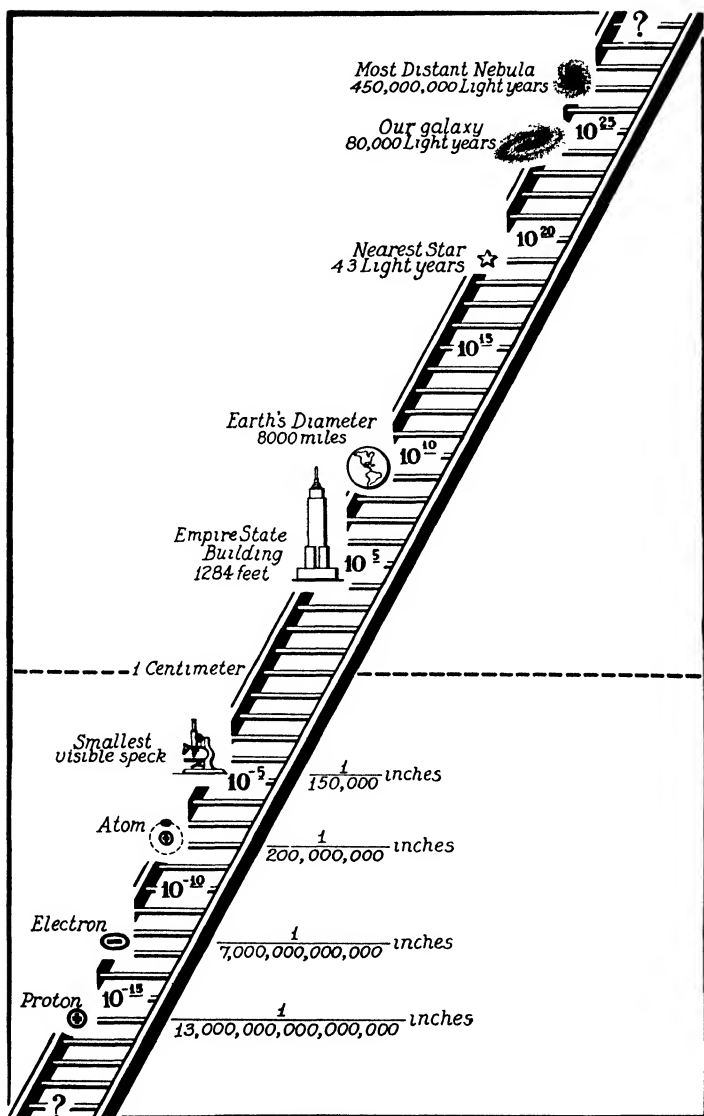 ?
Most Distant Nebula
450,000,000 Light years
10 25
Our galaxy
80,000 Light years
10 20
Nearest Star
4 3 Light years
10 15
Earth's Diameter
8000 miles
10 10
Empire State
Building
1284 feet
10 5
1 Centimeter
Smallest
visible speck
10 -5
1
150,000 inches
Atom
1
200,000,000 inches
10 -10
Electron
1
7,000,000,000,000 inches
10 -15
Proton
1
13,000,000,000,000,000 inches
?